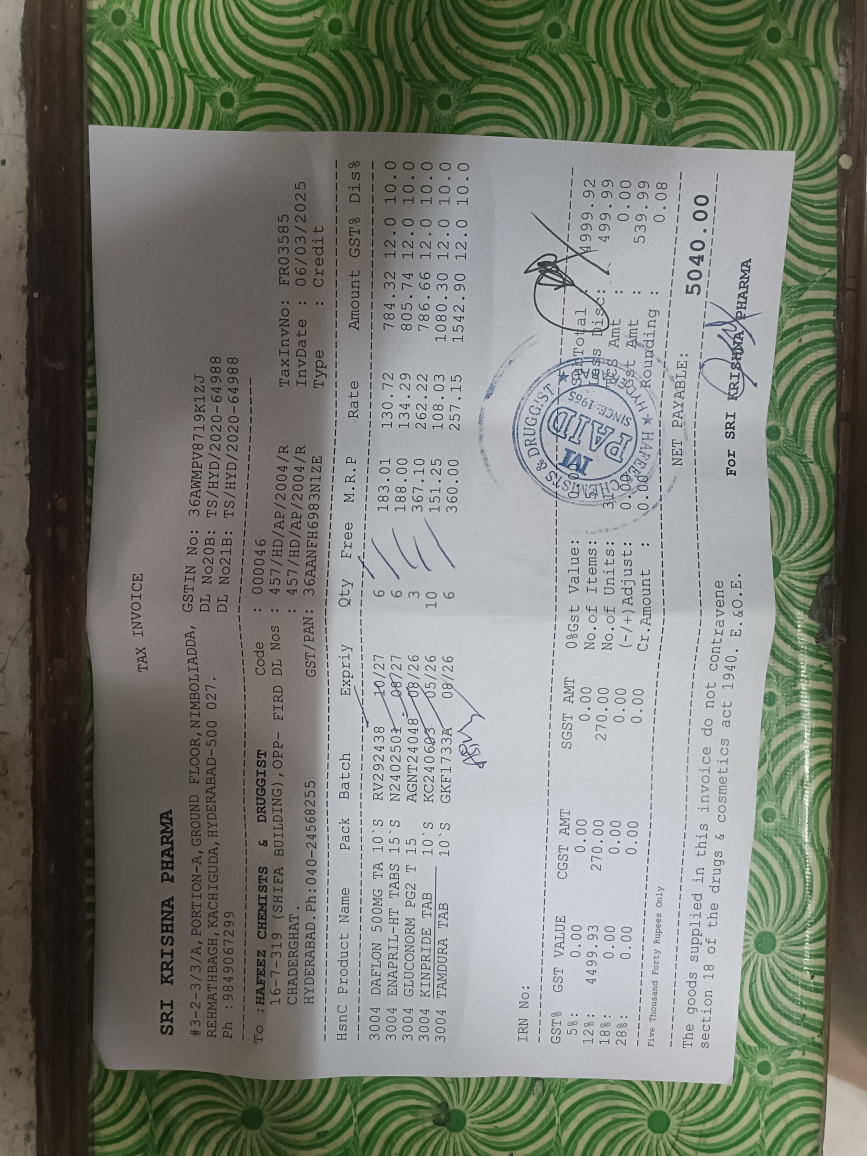 TAX INVOICE
SRI KRISHNA PHARMA
#3-2-3/3/A,PORTION-A,GROUND FLOOR,NIMBOLIADDA, GSTIN No: 36AWMPV8719K1ZJ
REHMATHBAGH,KACHIGUDA,HYDERABAD-500 027. DL No20B: TS/HYD/2020-64988
Ph :9849067299 DL No21B: TS/HYD/2020-64988
To :HAFEEZ CHEMISTS & DRUGGIST Code : 000046 TaxInvNo: FR03585
16-7-319 (SHIFA BUILDING),OPP- FIRD DL Nos : 457/HD/AP/2004/R InvDate : 06/03/2025
CHADERGHAT. : 457/HD/AP/2004/R Type : Credit
HYDERABAD.Ph:040-24568255 GST/PAN: 36AANFH6983N1ZE
HsnC Product Name Pack Batch Expriy Qty Free M.R.P Rate Amount GST% Dis%
3004 DAFLON 500MG TA 10`S RV292438 10/27 6 183.01 130.72 784.32 12.0 10.0
3004 ENAPRIL-HT TABS 15`S N2402501 08/27 6 188.00 134.29 805.74 12.0 10.0
3004 GLUCONORM PG2 T 15 AGNT24048 08/26 3 367.10 262.22 786.66 12.0 10.0
3004 KINPRIDE TAB 10`S KC240603 05/26 10 151.25 108.03 1080.30 12.0 10.0
3004 TAMDURA TAB 10`S GKF1733A 08/26 6 360.00 257.15 1542.90 12.0 10.0
IRN No:
HAFEEZ CHEMISTS & DRUGGIST
SINCE-1965
M
PAID
GST% GST VALUE CGST AMT SGST AMT 0%Gst Value: SubTotal 4999.92
5%: 0.00 0.00 0.00 No.of Items: 5 Less Disc: 499.99
12%: 4499.93 270.00 270.00 No.of Units: 31 Amt : 0.00
18%: 0.00 0.00 0.00 (-/+)Adjust: 0.00 Gst Amt : 539.99
28%: 0.00 0.00 0.00 Cr.Amount : 0.00 Rounding : 0.08
Five Thousand Forty Rupees Only
NET PAYABLE: 5040.00
The goods supplied in this invoice do not contravene
section 18 of the drugs & cosmetics act 1940. E.&O.E.
For SRI KRISHNA PHARMA